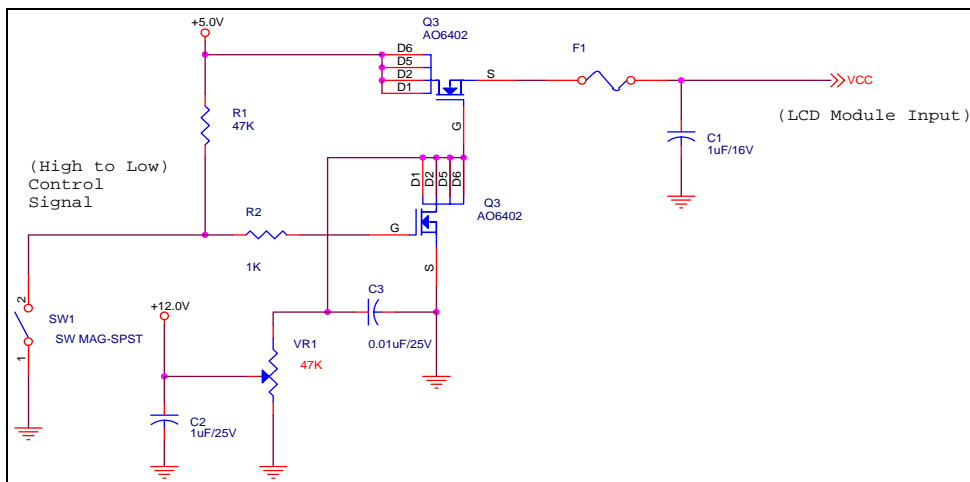 +5.0V
Q3
AO6402
D6
D5
D2
D1
S
G
F1
VCC
(LCD Module Input)
C1
1uF/16V
R1
47K
(High to Low)
Control
Signal
R2
1K
D1
D2
D5
D6
Q3
AO6402
G
S
2
SW1
SW MAG-SPST
1
+12.0V
C3
0.01uF/25V
VR1
47K
C2
1uF/25V